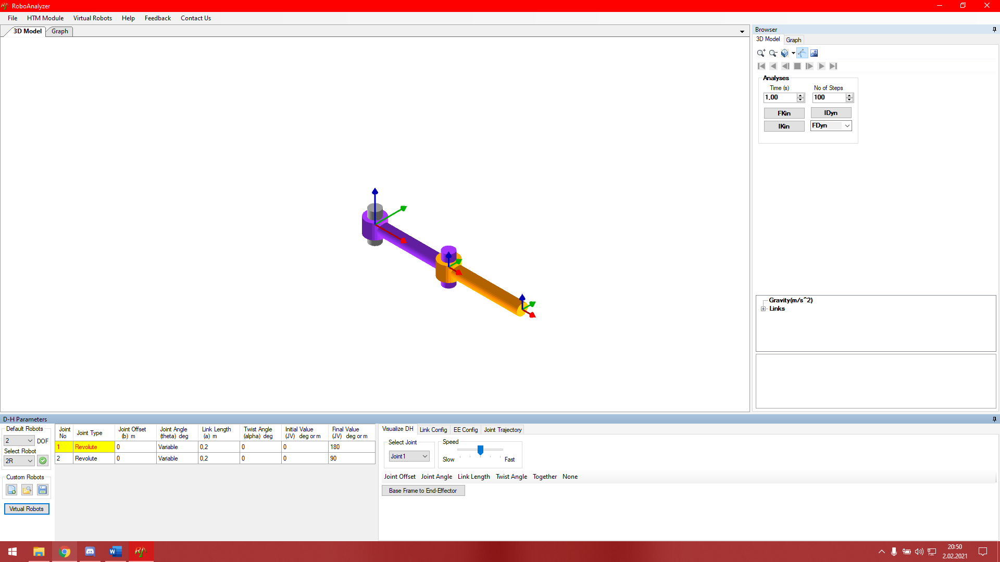 RoboAnalyzer
File HTM Module Virtual Robots Help Feedback Contact Us
3D Model Graph
Browser
3D Model Graph
Analyses
Time (s) No of Steps
1.00 100
FKin IDyn
IKin FDyn
Gravity(m/s^2)
Links
D-H Parameters
Default Robots
2 DOF
Select Robot
2R
Custom Robots
Virtual Robots
Joint No Joint Type Joint Offset (b) m Joint Angle (theta) deg Link Length (a) m Twist Angle (alpha) deg Initial Value (JV) deg or m Final Value (JV) deg or m
1 Revolute 0 Variable 0,2 0 0 180
2 Revolute 0 Variable 0,2 0 0 90
Visualize DH Link Config EE Config Joint Trajectory
Select Joint Speed
Joint1
Slow Fast
Joint Offset Joint Angle Link Length Twist Angle Together None
Base Frame to End-Effector
20:50
2.02.2021